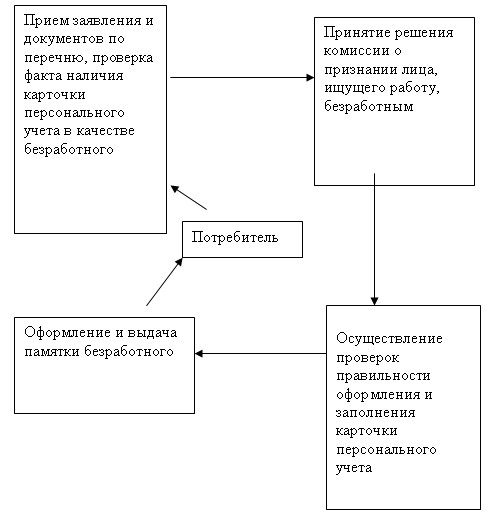 Прием заявления и
документов по
перечню, проверка
факта наличия
карточки
персонального
учета в качестве
безработного
Принятие решения
комиссии о
признании лица,
ищущего работу,
безработным
Потребитель
Оформление и выдача
памятки безработного
Осуществление
проверок
правильности
оформления и
заполнения
карточки
персонального
учета